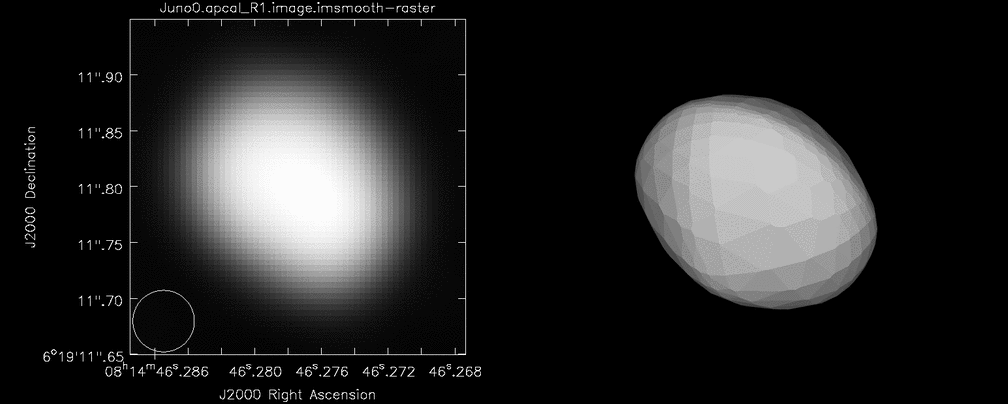 Juno0.apcal_R1.image.imsmooth-raster
11".90
11".85
11".80
11".75
11".70
6°19'11".65
J2000 Declination
08ʰ14ᵐ46ˢ.286 46ˢ.280 46ˢ.276 46ˢ.272 46ˢ.268
J2000 Right Ascension